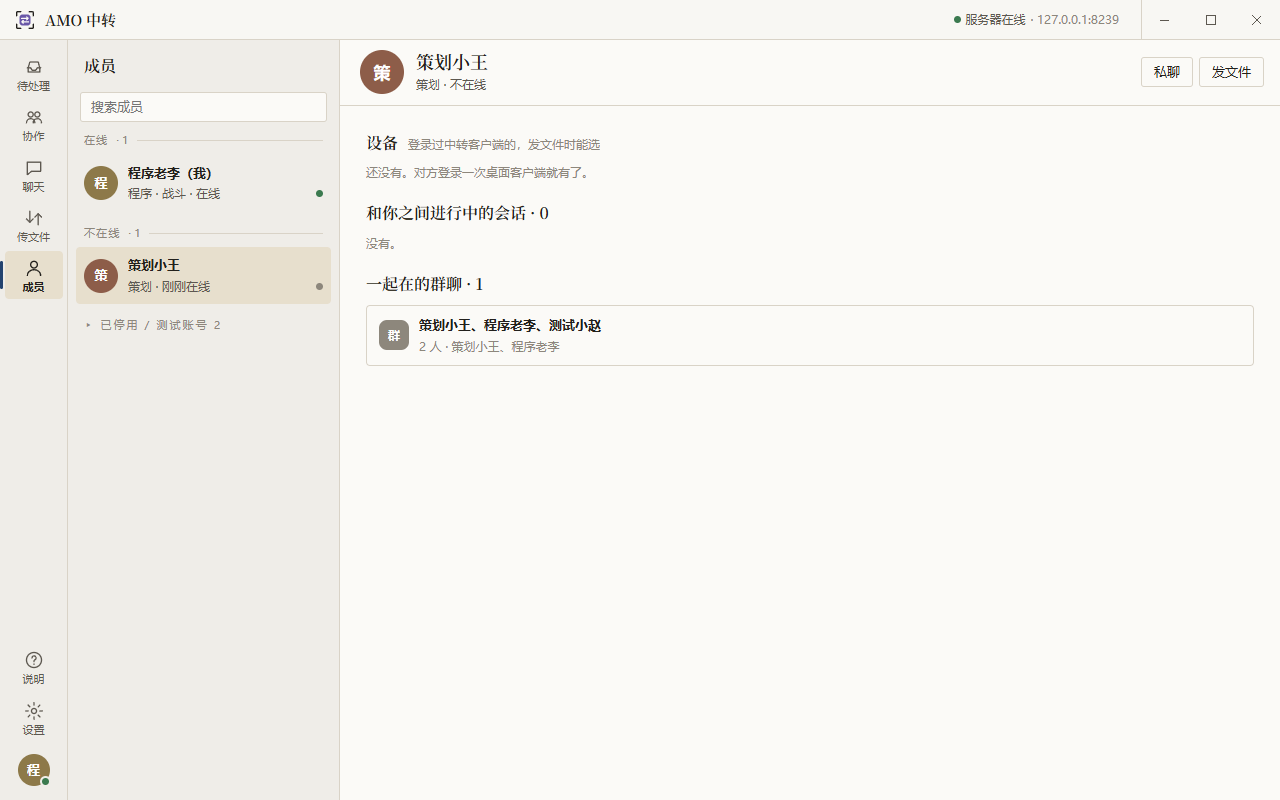 AMO 中转
服务器在线 · 127.0.0.1:8239
待处理
协作
聊天
传文件
成员
说明
设置
程
成员
搜索成员
在线 · 1
程
程序老李（我）
程序 · 战斗 · 在线
不在线 · 1
策
策划小王
策划 · 刚刚在线
已停用 / 测试账号 2
策
策划小王
策划 · 不在线
私聊
发文件
设备 登录过中转客户端的，发文件时能选
还没有。对方登录一次桌面客户端就有了。
和你之间进行中的会话 · 0
没有。
一起在的群聊 · 1
群
策划小王、程序老李、测试小赵
2 人 · 策划小王、程序老李